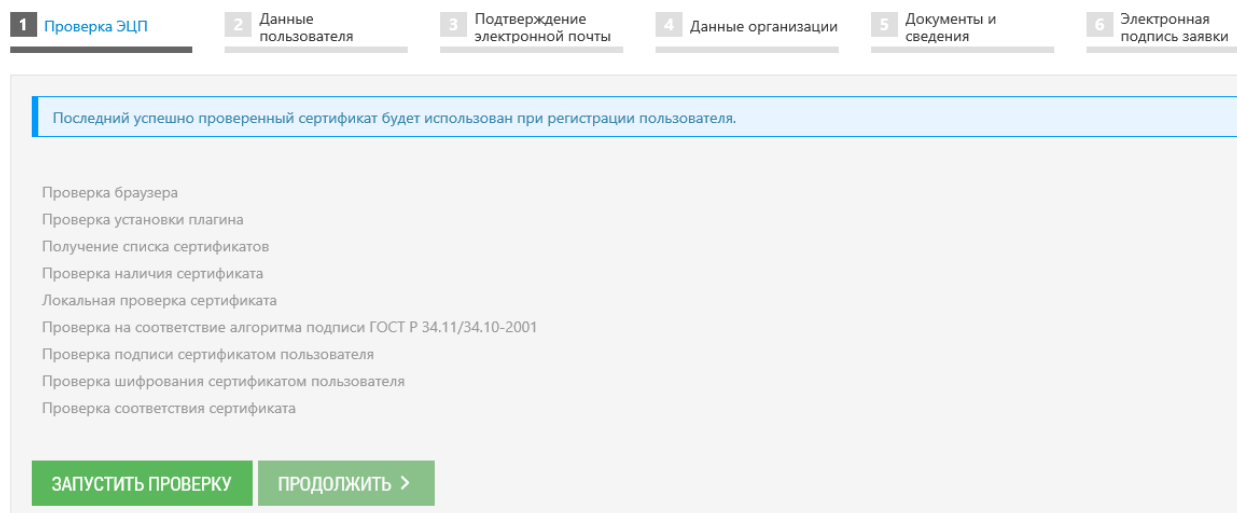 1 Проверка ЭЦП
2 Данные
пользователя
3 Подтверждение
электронной почты
4 Данные организации
5 Документы и
сведения
6 Электронная
подпись заявки
Последний успешно проверенный сертификат будет использован при регистрации пользователя.
Проверка браузера
Проверка установки плагина
Получение списка сертификатов
Проверка наличия сертификата
Локальная проверка сертификата
Проверка на соответствие алгоритма подписи ГОСТ Р 34.11/34.10-2001
Проверка подписи сертификатом пользователя
Проверка шифрования сертификатом пользователя
Проверка соответствия сертификата
ЗАПУСТИТЬ ПРОВЕРКУ
ПРОДОЛЖИТЬ >